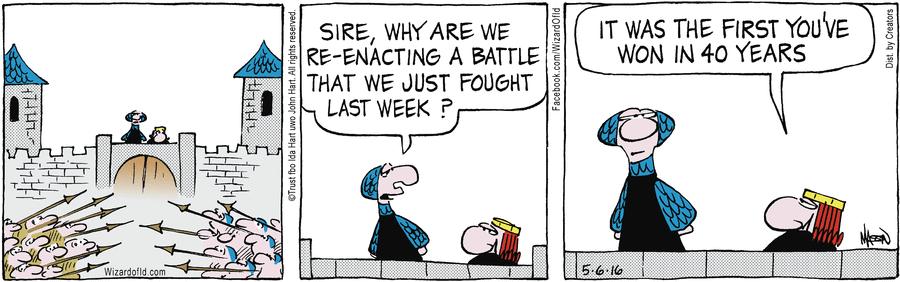 Wizardofid.com
©Trust fbo Ida Hart uwo John Hart. All rights reserved.
SIRE, WHY ARE WE
RE-ENACTING A BATTLE
THAT WE JUST FOUGHT
LAST WEEK ?
Facebook.com/WizardOfId
IT WAS THE FIRST YOU'VE
WON IN 40 YEARS
Dist. by Creators
5-6-16
MASON